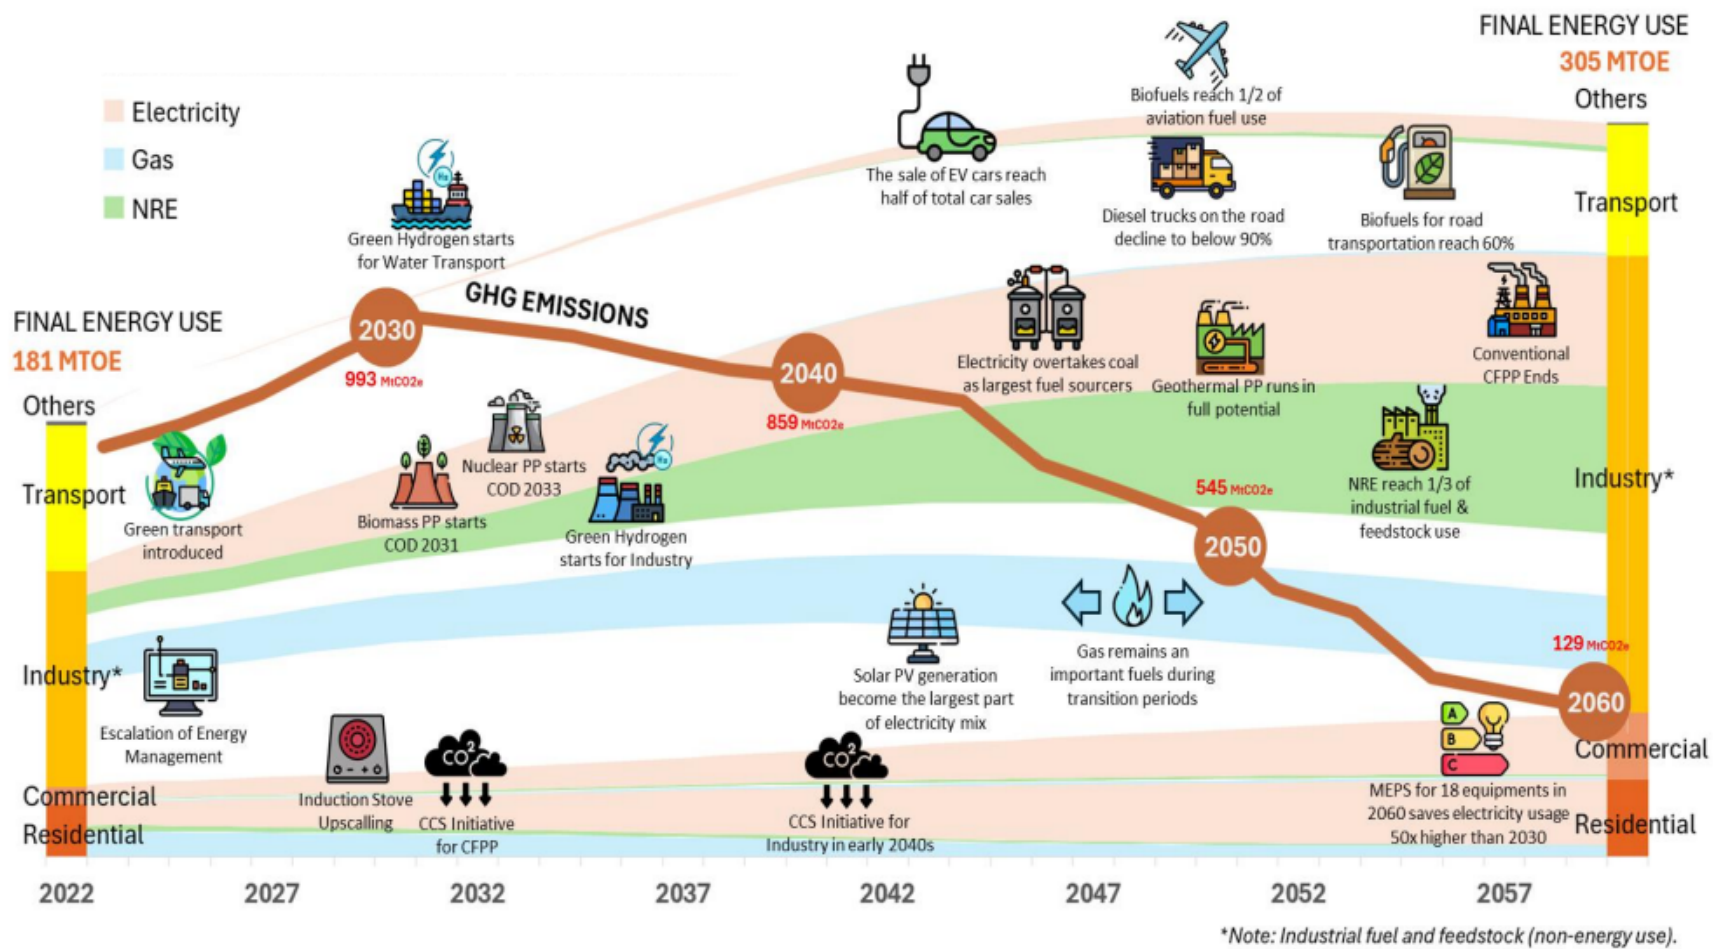 FINAL ENERGY USE
305 MTOE
Others
Transport
Industry*
Commercial
Residential
Electricity
Gas
NRE
FINAL ENERGY USE
181 MTOE
Others
Transport
Industry*
Commercial
Residential
GHG EMISSIONS
2030
993 MtCO2e
2040
859 MtCO2e
2050
545 MtCO2e
2060
129 MtCO2e
Green transport
introduced
Escalation of Energy
Management
Green Hydrogen starts
for Water Transport
Biomass PP starts
COD 2031
Nuclear PP starts
COD 2033
H₂
Green Hydrogen
starts for Industry
H₂
Induction Stove
Upscalling
CO2
CCS Initiative
for CFPP
CO2
CCS Initiative for
Industry in early 2040s
The sale of EV cars reach
half of total car sales
Biofuels reach 1/2 of
aviation fuel use
Diesel trucks on the road
decline to below 90%
Biofuels for road
transportation reach 60%
Electricity overtakes coal
as largest fuel sourcers
Geothermal PP runs in
full potential
Conventional
CFPP Ends
NRE reach 1/3 of
industrial fuel &
feedstock use
Solar PV generation
become the largest part
of electricity mix
Gas remains an
important fuels during
transition periods
A
B
C
MEPS for 18 equipments in
2060 saves electricity usage
50x higher than 2030
2022
2027
2032
2037
2042
2047
2052
2057
*Note: Industrial fuel and feedstock (non-energy use).